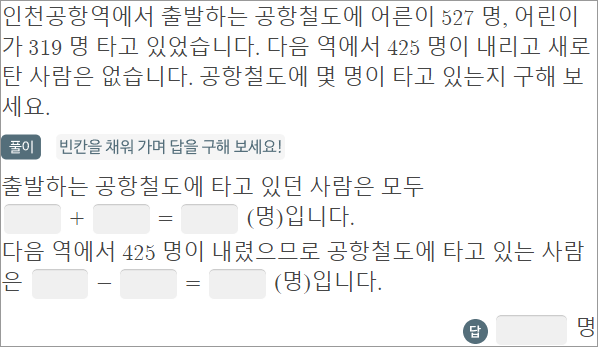 인천공항역에서 출발하는 공항철도에 어른이 527 명, 어린이
가 319 명 타고 있었습니다. 다음 역에서 425 명이 내리고 새로
탄 사람은 없습니다. 공항철도에 몇 명이 타고 있는지 구해 보
세요.
풀이 빈칸을 채워 가며 답을 구해 보세요!
출발하는 공항철도에 타고 있던 사람은 모두
+ = (명)입니다.
다음 역에서 425 명이 내렸으므로 공항철도에 타고 있는 사람
은 − = (명)입니다.
답 명